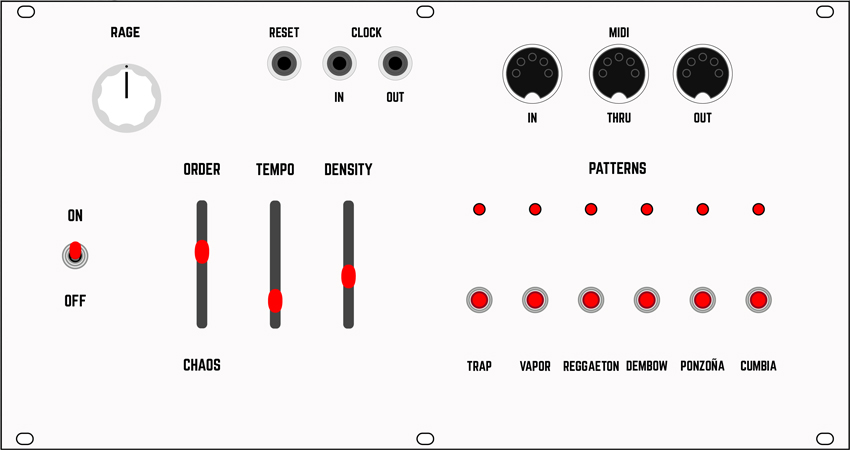 RAGE
RESET CLOCK
IN OUT
MIDI
IN THRU OUT
ORDER TEMPO DENSITY
ON
OFF
CHAOS
PATTERNS
TRAP VAPOR REGGAETON DEMBOW PONZOÑA CUMBIA